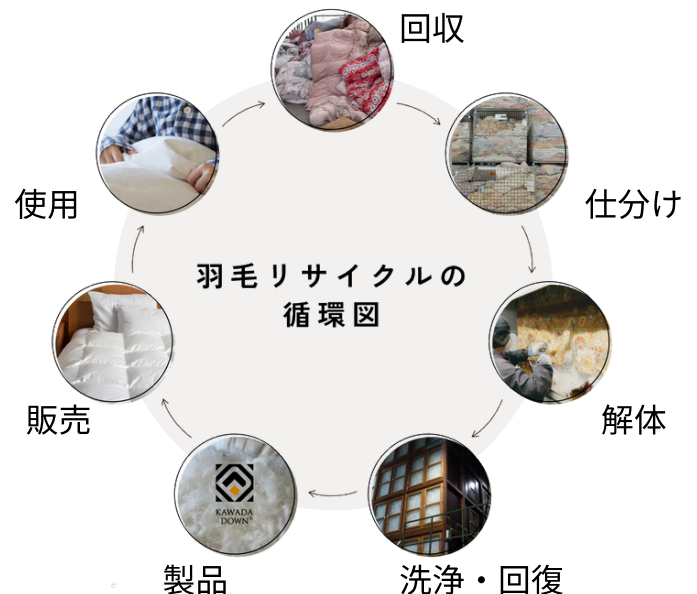 回収
仕分け
使用
羽毛リサイクルの
循環図
解体
販売
KAWADA
DOWN®
製品
洗浄・回復